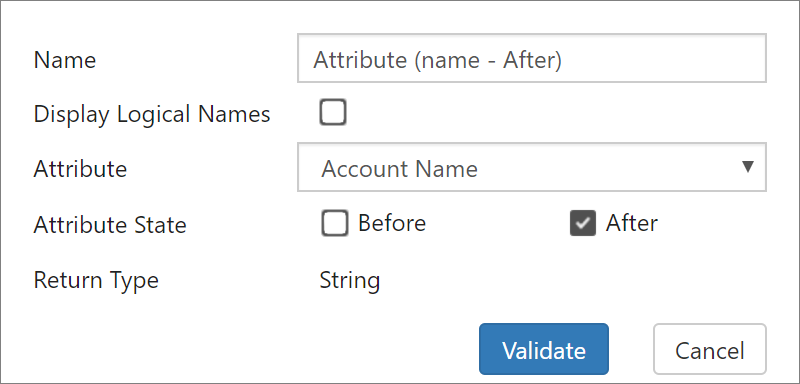 Name Attribute (name - After)
Display Logical Names
Attribute Account Name
Attribute State Before After
Return Type String
Validate Cancel